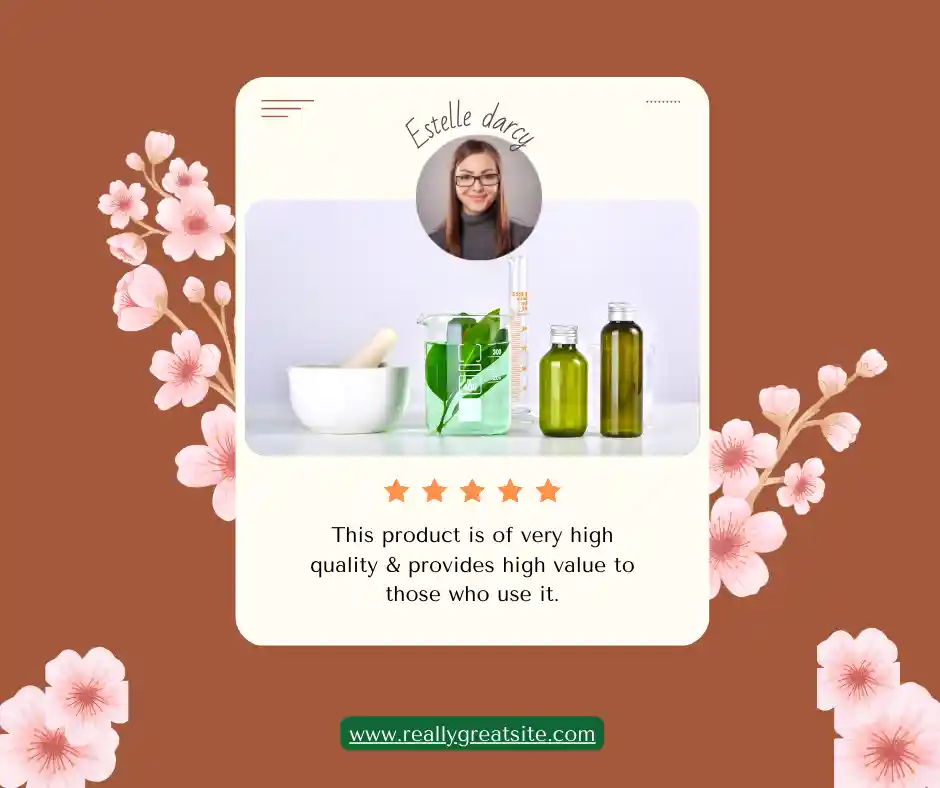 Estelle darcy
This product is of very high
quality & provides high value to
those who use it.
www.reallygreatsite.com